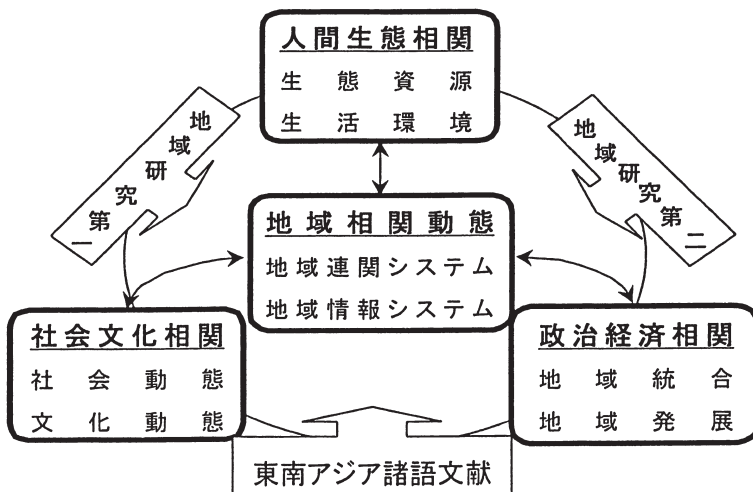 人間生態相関
生態資源
生活環境
地域研究第一
地域研究第二
地域相関動態
地域連関システム
地域情報システム
社会文化相関
社会動態
文化動態
政治経済相関
地域統合
地域発展
東南アジア諸語文献